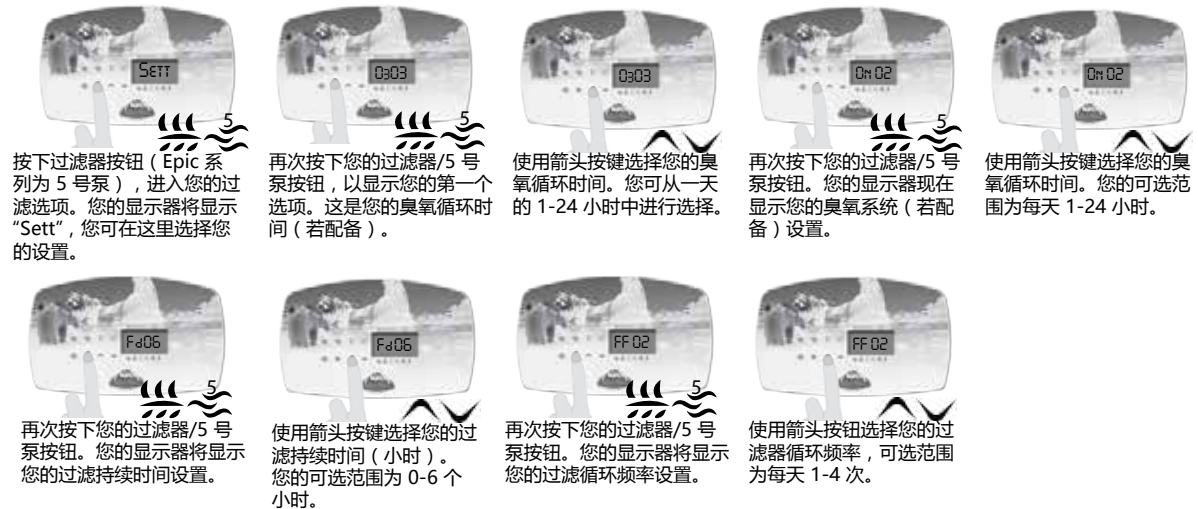 SETT
0303
0303
ON 02
ON 02
5
5
5
按下过滤器按钮（Epic 系
列为 5 号泵），进入您的过
滤选项。您的显示器将显示
“Sett”，您可在这里选择您
的设置。
再次按下您的过滤器/5 号
泵按钮，以显示您的第一个
选项。这是您的臭氧循环时
间（若配备）。
使用箭头按键选择您的臭
氧循环时间。您可从一天
的 1-24 小时中进行选择。
再次按下您的过滤器/5 号
泵按钮。您的显示器现在
显示您的臭氧系统（若配
备）设置。
使用箭头按键选择您的臭
氧循环时间。您的可选范
围为每天 1-24 小时。
Fd06
Fd06
FF 02
FF 02
5
5
再次按下您的过滤器/5 号
泵按钮。您的显示器将显示
您的过滤持续时间设置。
使用箭头按键选择您的过
滤持续时间（小时）。
您的可选范围为 0-6 个
小时。
再次按下您的过滤器/5 号
泵按钮。您的显示器将显示
您的过滤循环频率设置。
使用箭头按钮选择您的过
滤器循环频率，可选范围
为每天 1-4 次。